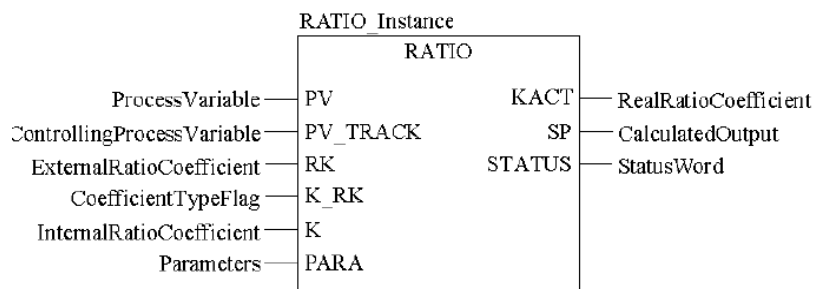 RATIO_Instance
RATIO
ProcessVariable PV KACT RealRatioCoefficient
ControllingProcessVariable PV_TRACK SP CalculatedOutput
ExternalRatioCoefficient RK STATUS StatusWord
CoefficientTypeFlag K_RK
InternalRatioCoefficient K
Parameters PARA